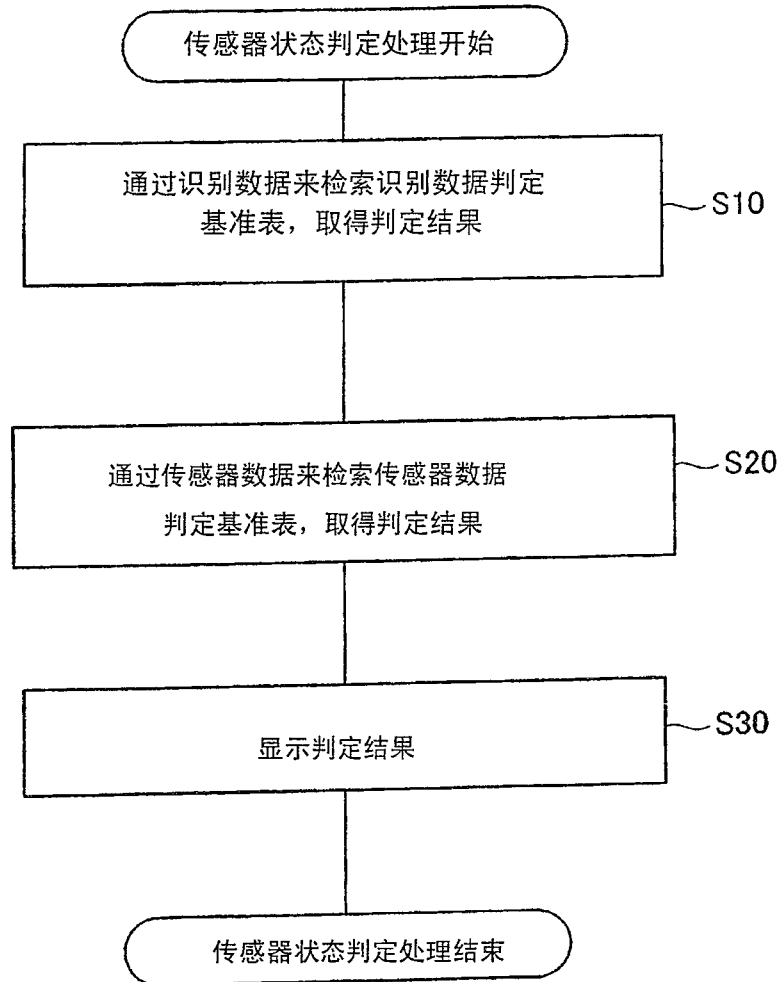 传感器状态判定处理开始
通过识别数据来检索识别数据判定
基准表，取得判定结果
S10
通过传感器数据来检索传感器数据
判定基准表，取得判定结果
S20
显示判定结果
S30
传感器状态判定处理结束